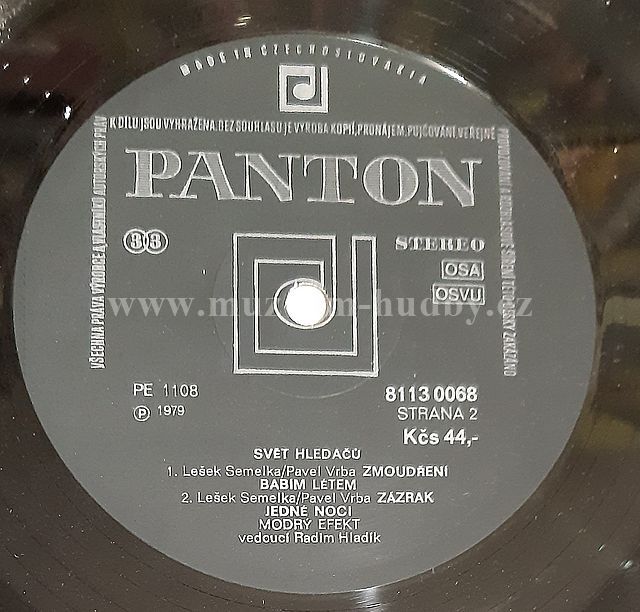 MADE IN CZECHOSLOVAKIA
K DÍLU JSOU VYHRAŽENA. BEZ SOUHLASU JE VÝROBA KOPIÍ, PRONÁJEM, PŮJČOVÁNÍ, VEŘEJNÉ
VŠECHNA PRÁVA VÝROBCE A VLASTNÍKŮ AUTORSKÝCH PRÁV
PROVOZOVÁNÍ A ROZHLASOVÉ
ZAKÁZÁNO
PANTON
33
STEREO
OSA
OSVU
www.muzeum-hudby.cz
PE 1108
℗ 1979
8113 0068
STRANA 2
Kčs 44,-
SVĚT HLEDAČŮ
1. Lešek Semelka/Pavel Vrba ZMOUDŘENÍ
BABÍM LÉTEM
2. Lešek Semelka/Pavel Vrba ZÁZRAK
JEDNÉ NOCI
MODRÝ EFEKT
vedoucí Radim Hladík